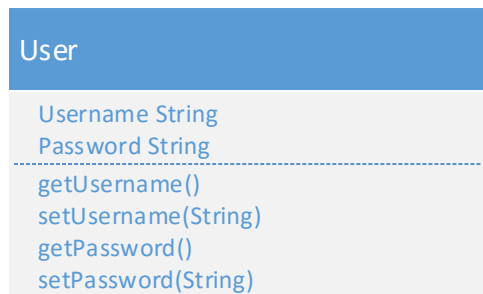 User
Username String
Password String
getUsername()
setUsername(String)
getPassword()
setPassword(String)